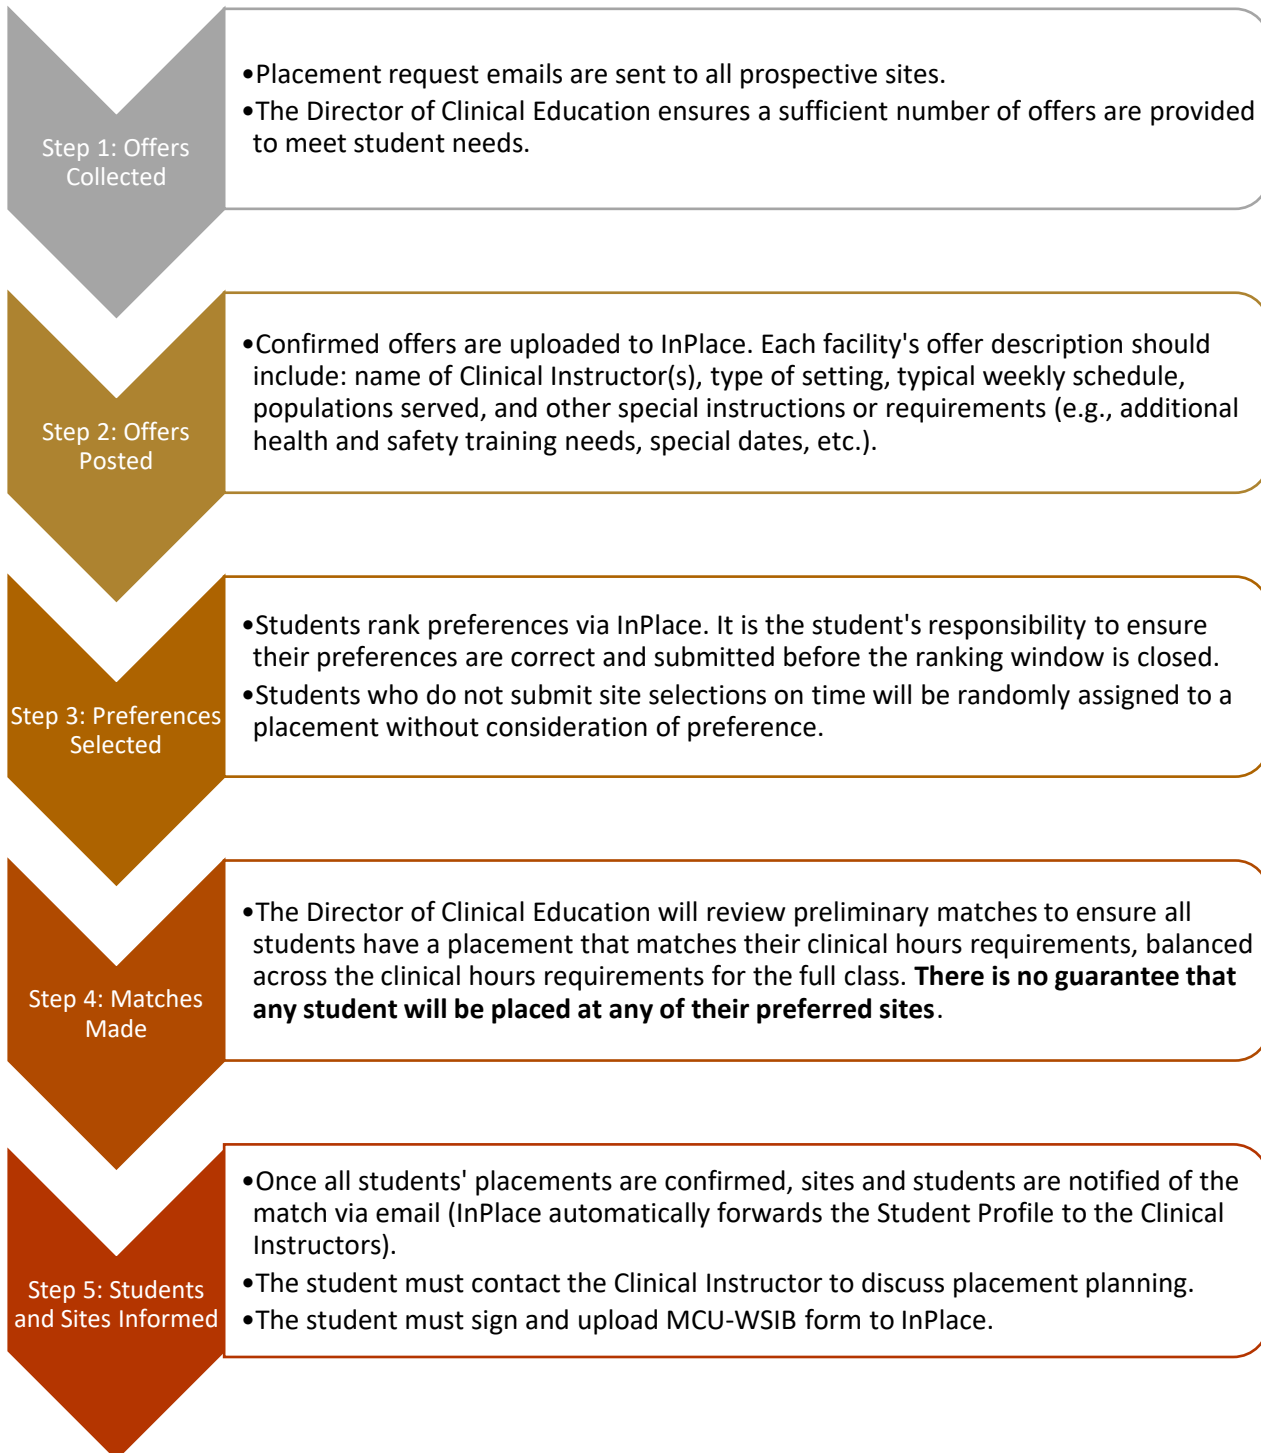 Step 1: Offers
Collected
•Placement request emails are sent to all prospective sites.
•The Director of Clinical Education ensures a sufficient number of offers are provided
to meet student needs.
Step 2: Offers
Posted
•Confirmed offers are uploaded to InPlace. Each facility's offer description should
include: name of Clinical Instructor(s), type of setting, typical weekly schedule,
populations served, and other special instructions or requirements (e.g., additional
health and safety training needs, special dates, etc.).
Step 3: Preferences
Selected
•Students rank preferences via InPlace. It is the student's responsibility to ensure
their preferences are correct and submitted before the ranking window is closed.
•Students who do not submit site selections on time will be randomly assigned to a
placement without consideration of preference.
Step 4: Matches
Made
•The Director of Clinical Education will review preliminary matches to ensure all
students have a placement that matches their clinical hours requirements, balanced
across the clinical hours requirements for the full class. There is no guarantee that
any student will be placed at any of their preferred sites.
Step 5: Students
and Sites Informed
•Once all students' placements are confirmed, sites and students are notified of the
match via email (InPlace automatically forwards the Student Profile to the Clinical
Instructors).
•The student must contact the Clinical Instructor to discuss placement planning.
•The student must sign and upload MCU-WSIB form to InPlace.